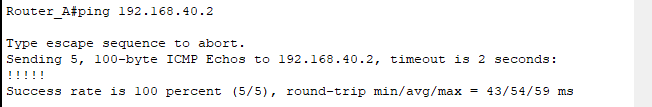 Router_A#ping 192.168.40.2
Type escape sequence to abort.
Sending 5, 100-byte ICMP Echos to 192.168.40.2, timeout is 2 seconds:
!!!!!
Success rate is 100 percent (5/5), round-trip min/avg/max = 43/54/59 ms